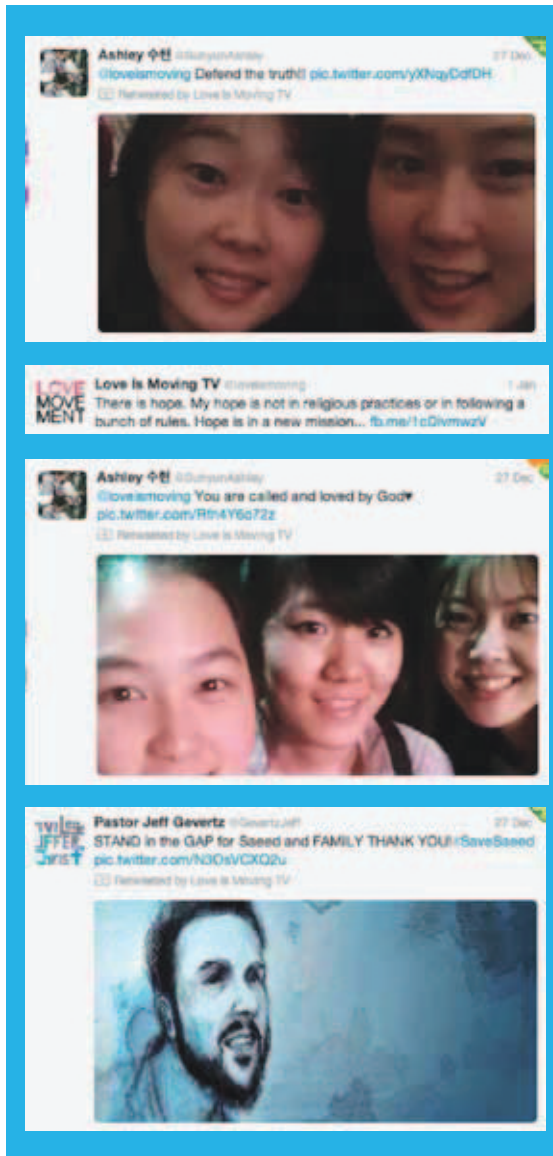 Ashley 수현 @SuhyunAshley 27 Dec
@loveismoving Defend the truth!! pic.twitter.com/yXNqyDdfDH
Retweeted by Love Is Moving TV
LOVE
MOVE
MENT
Love Is Moving TV @loveismoving 1 Jan
There is hope. My hope is not in religious practices or in following a
bunch of rules. Hope is in a new mission... fb.me/1cDivmwzV
Ashley 수현 @SuhyunAshley 27 Dec
@loveismoving You are called and loved by God♥
pic.twitter.com/Rth4Y6o72z
Retweeted by Love Is Moving TV
Pastor Jeff Gevertz @GevertzJeff 27 Dec
STAND in the GAP for Saeed and FAMILY THANK YOU! #SaveSaeed
pic.twitter.com/N3OsVCXQ2u
Retweeted by Love Is Moving TV